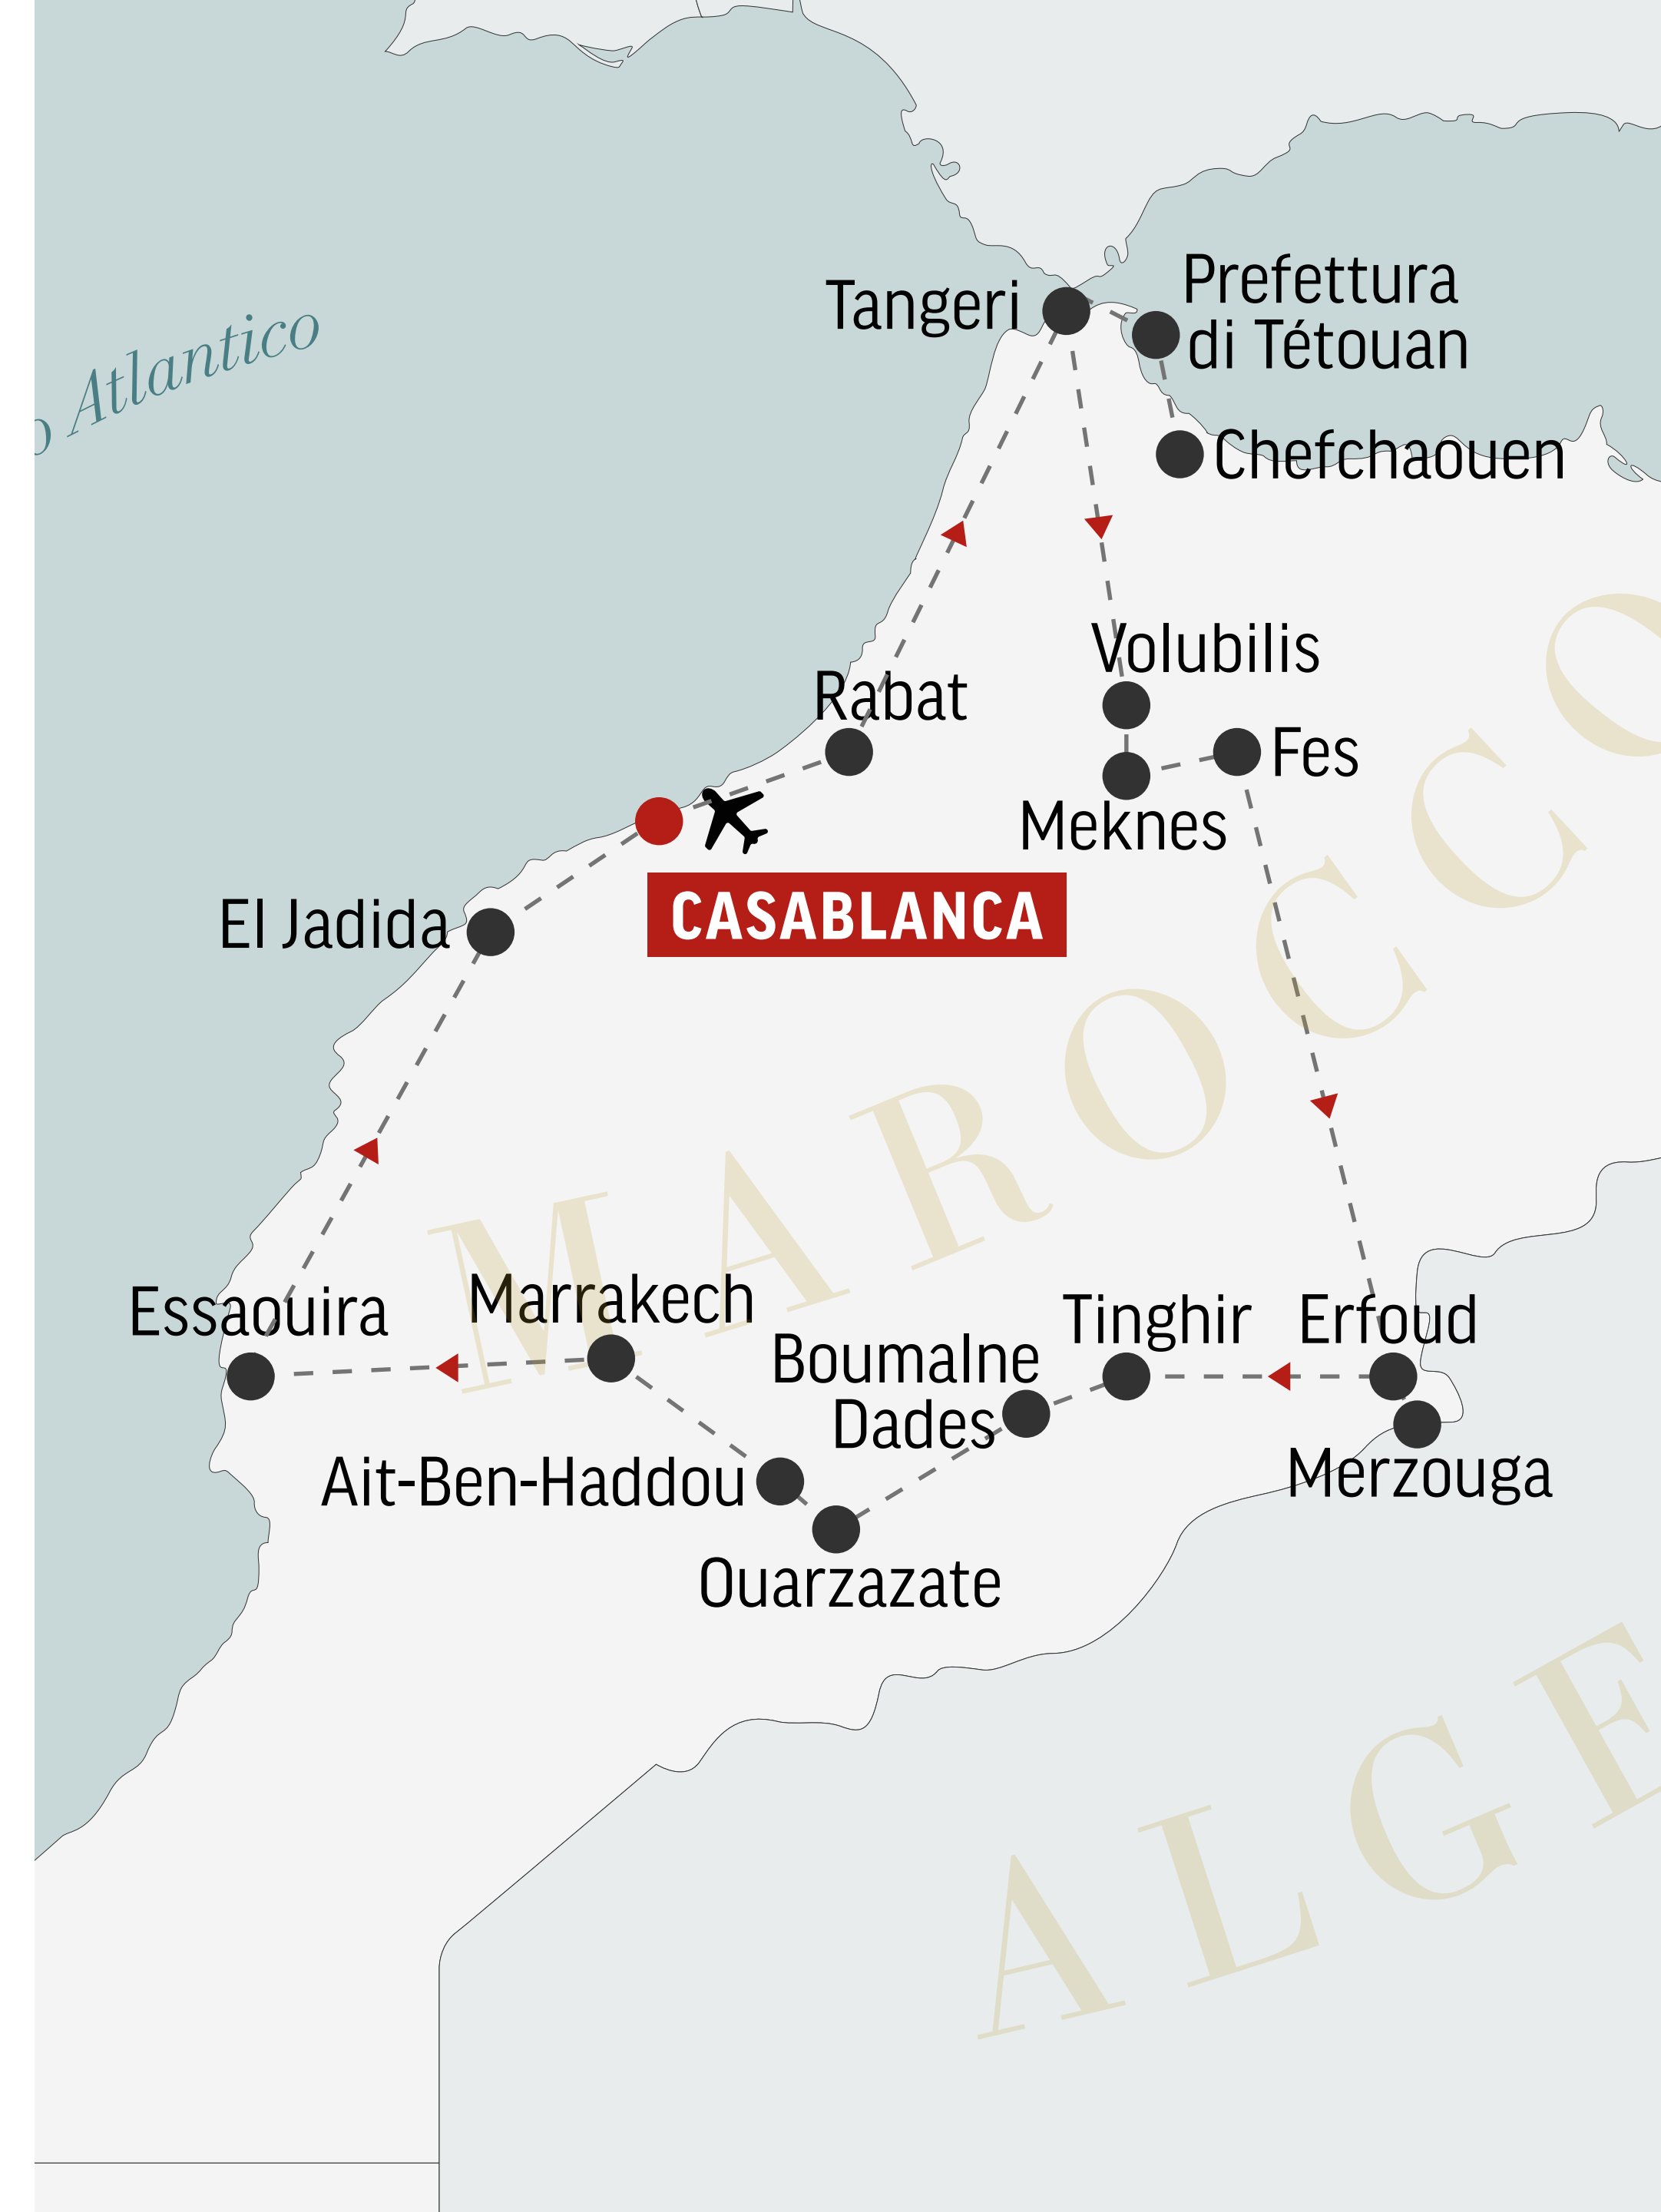 Prefettura
di Tétouan
Tangeri
o Atlantico
Chefchaouen
Volubilis
Rabat
Fes
Meknes
CASABLANCA
El Jadida
MAROCCO
Essaouira
Marrakech
Tinghir
Erfoud
Boumalne
Dades
Merzouga
Ait-Ben-Haddou
Ouarzazate
ALGE